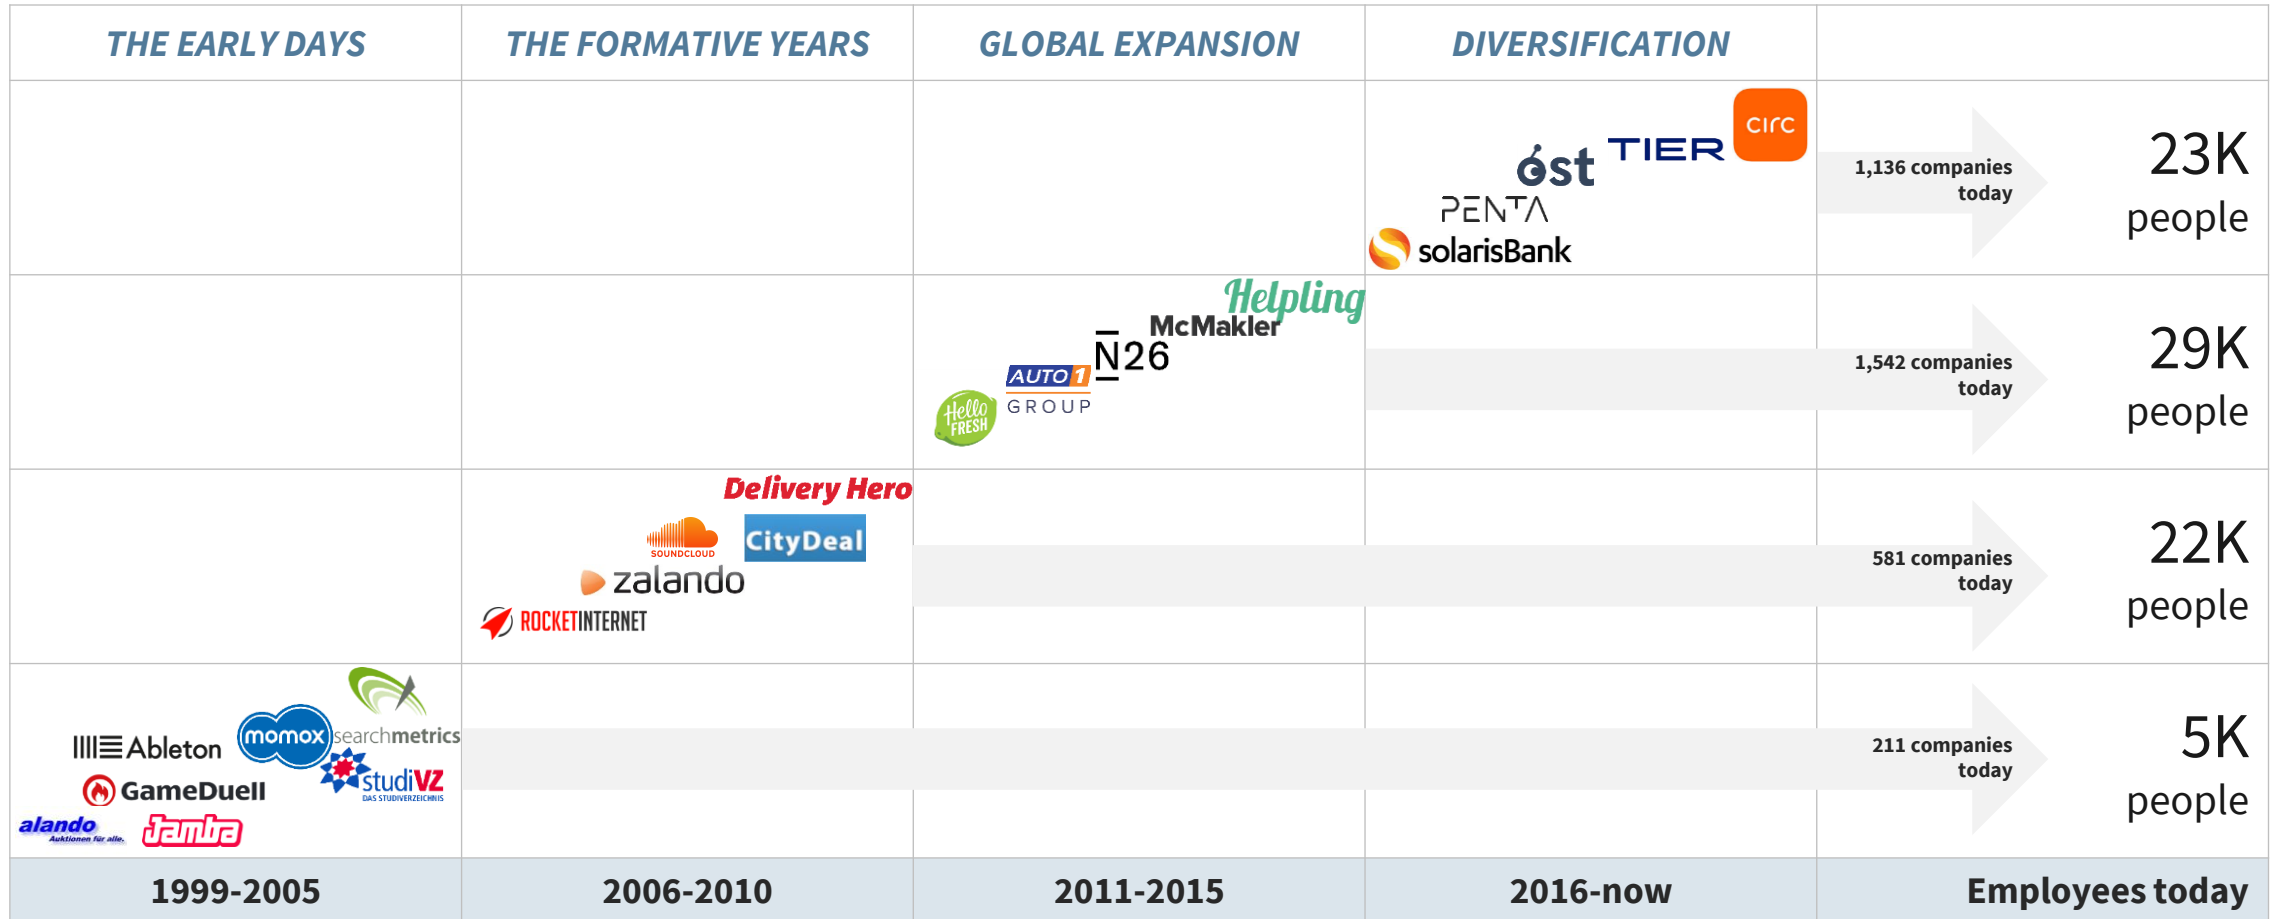 THE EARLY DAYS
THE FORMATIVE YEARS
GLOBAL EXPANSION
DIVERSIFICATION
circ
TIER
ost
PENTA
solarisBank
1,136 companies
today
23K
people
Helpling
McMakler
N26
AUTO1
GROUP
Hello
FRESH
1,542 companies
today
29K
people
Delivery Hero
SOUNDCLOUD
CityDeal
zalando
ROCKETINTERNET
581 companies
today
22K
people
searchmetrics
momox
Ableton
studiVZ
DAS STUDIVERZEICHNIS
GameDuell
alando
Auktionen für alle.
Jamba
211 companies
today
5K
people
1999-2005
2006-2010
2011-2015
2016-now
Employees today